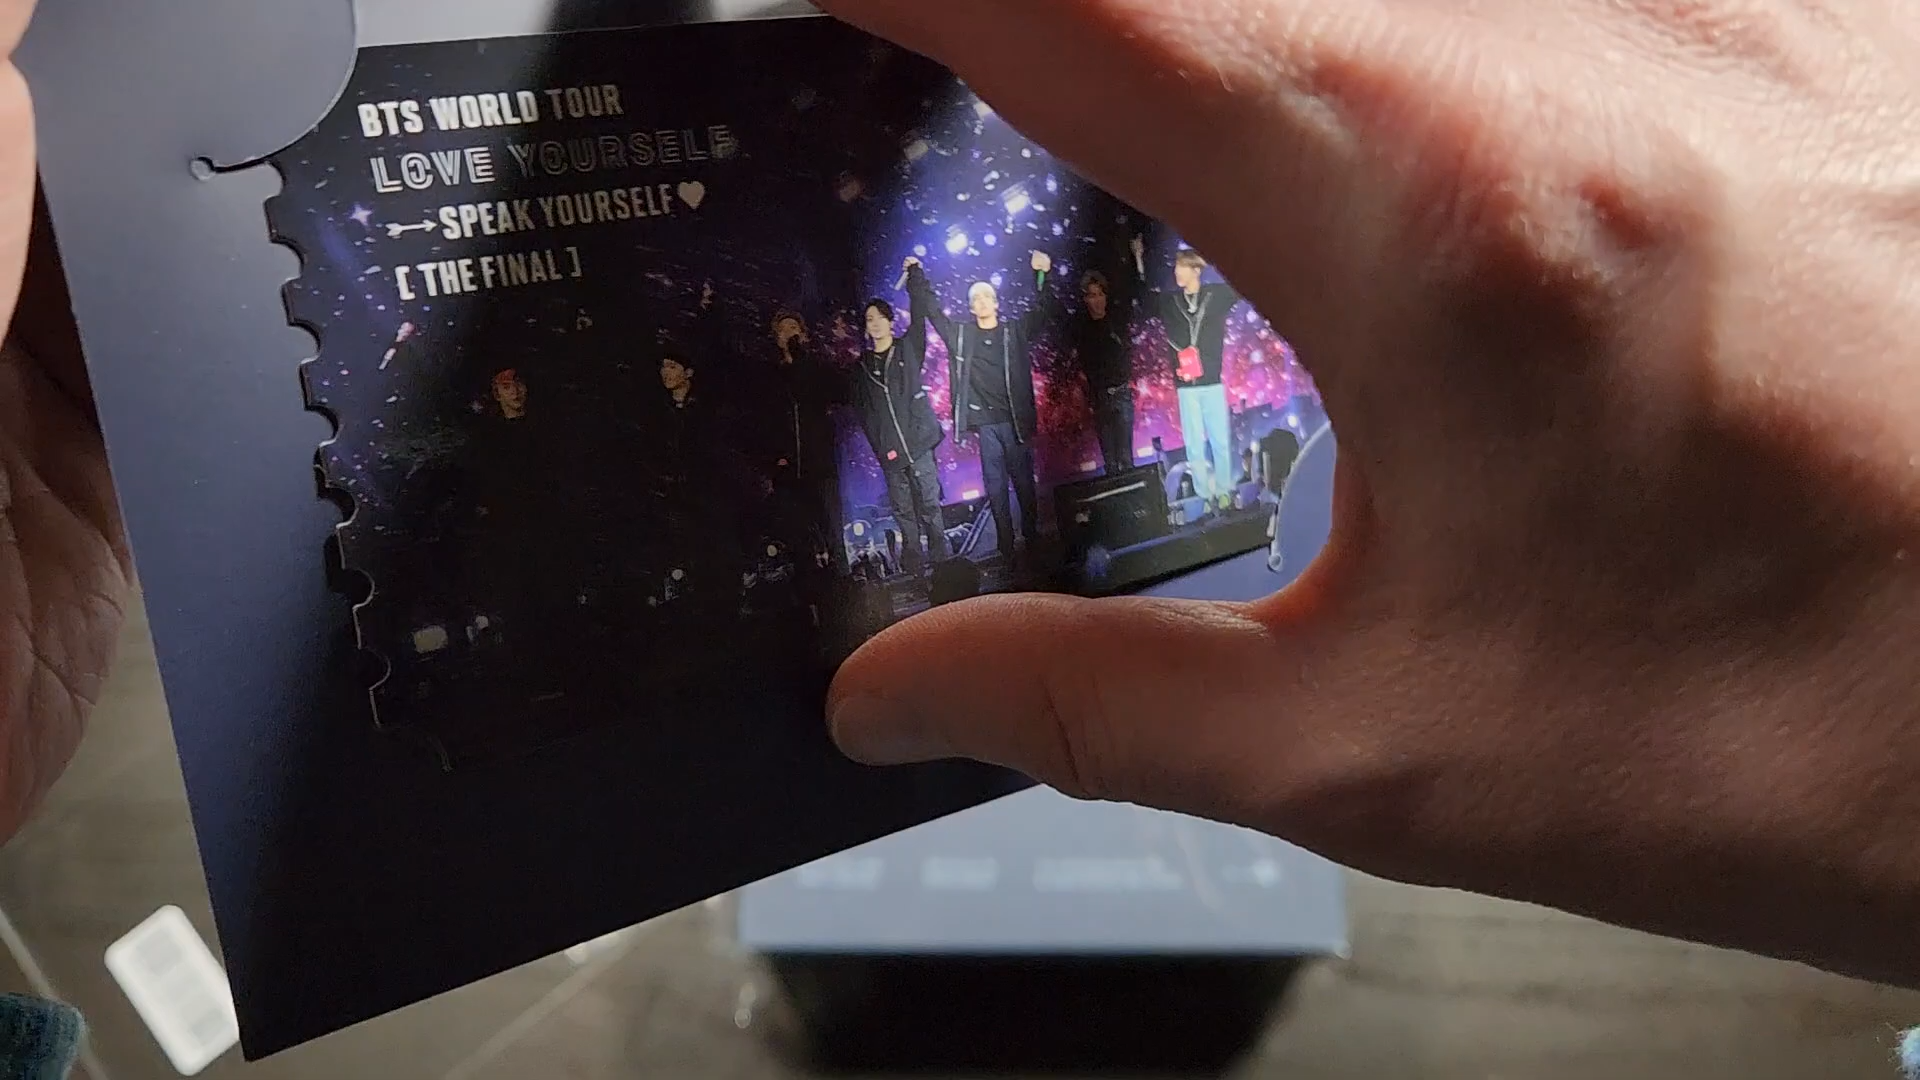 BTS WORLD TOUR
LOVE YOURSELF
SPEAK YOURSELF
[ THE FINAL ]